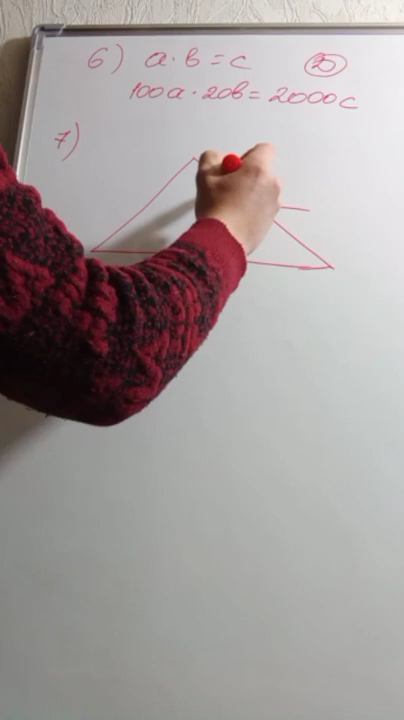 6) a · b = c (20)
100a · 20b = 2000c
7)